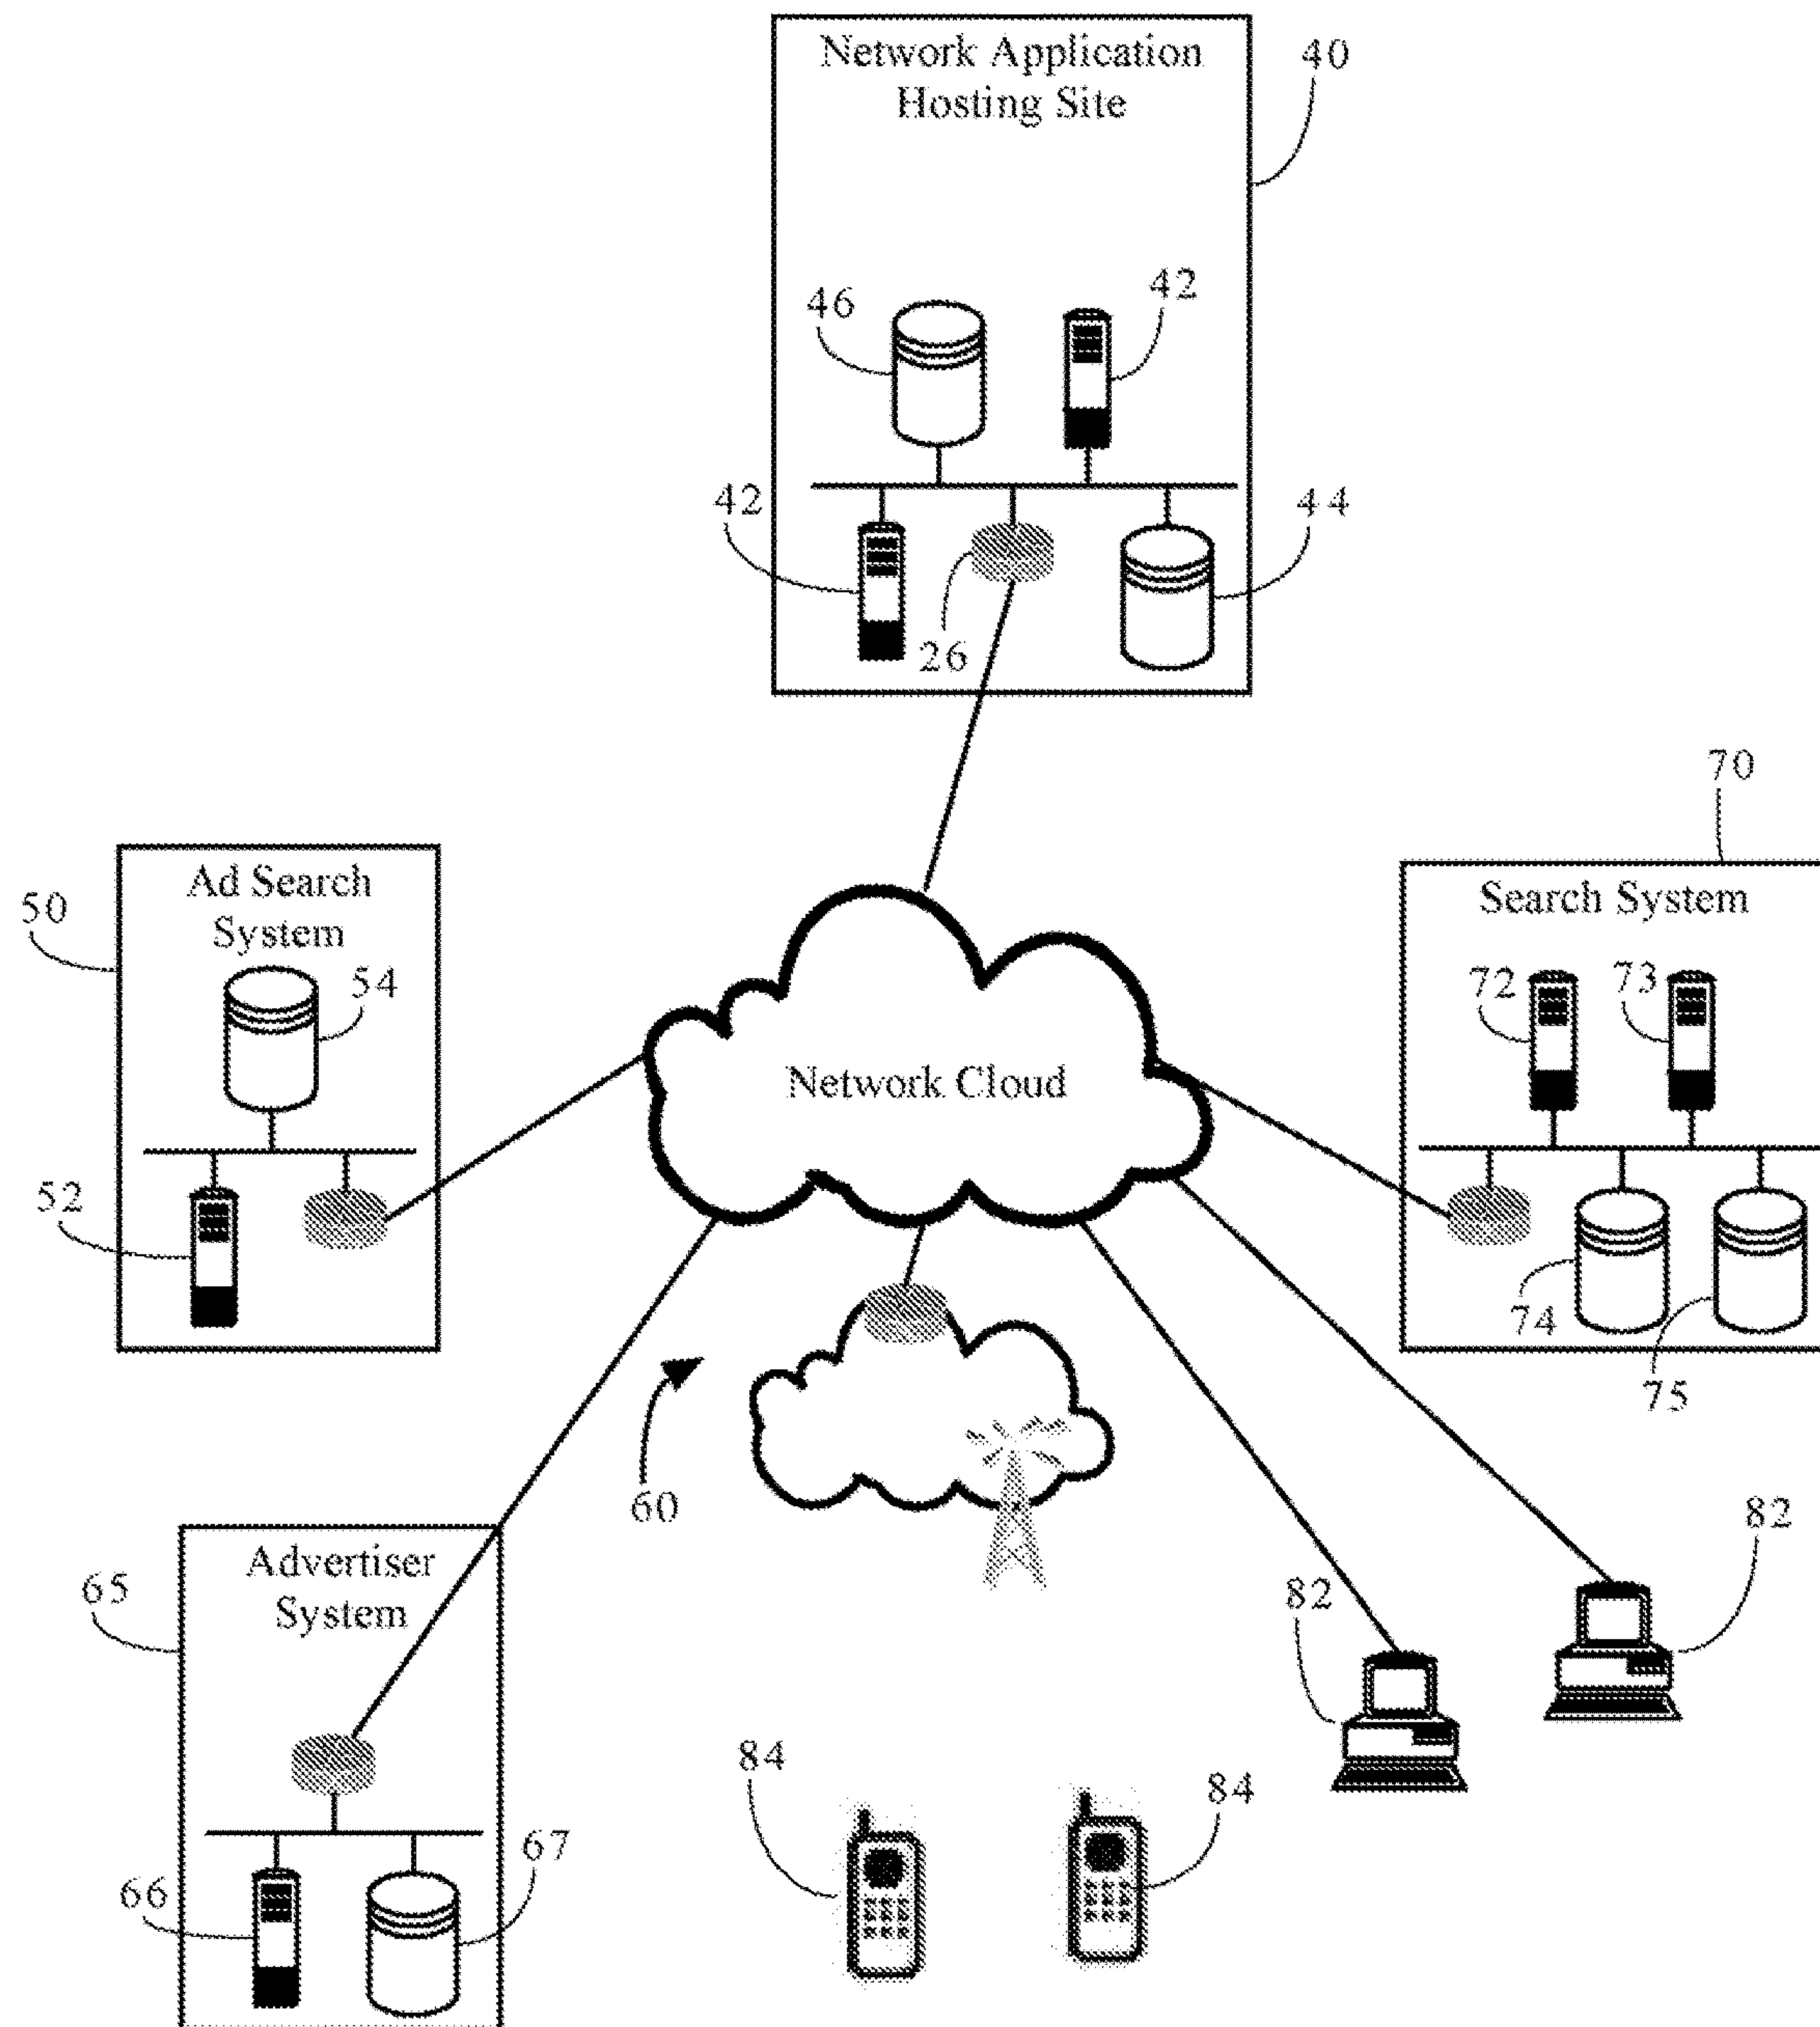 Network Application
Hosting Site
40
46
42
42
44
26
70
Ad Search
System
50
54
52
Search System
72
73
74
75
Network Cloud
60
Advertiser
System
65
66
67
82
82
84
84